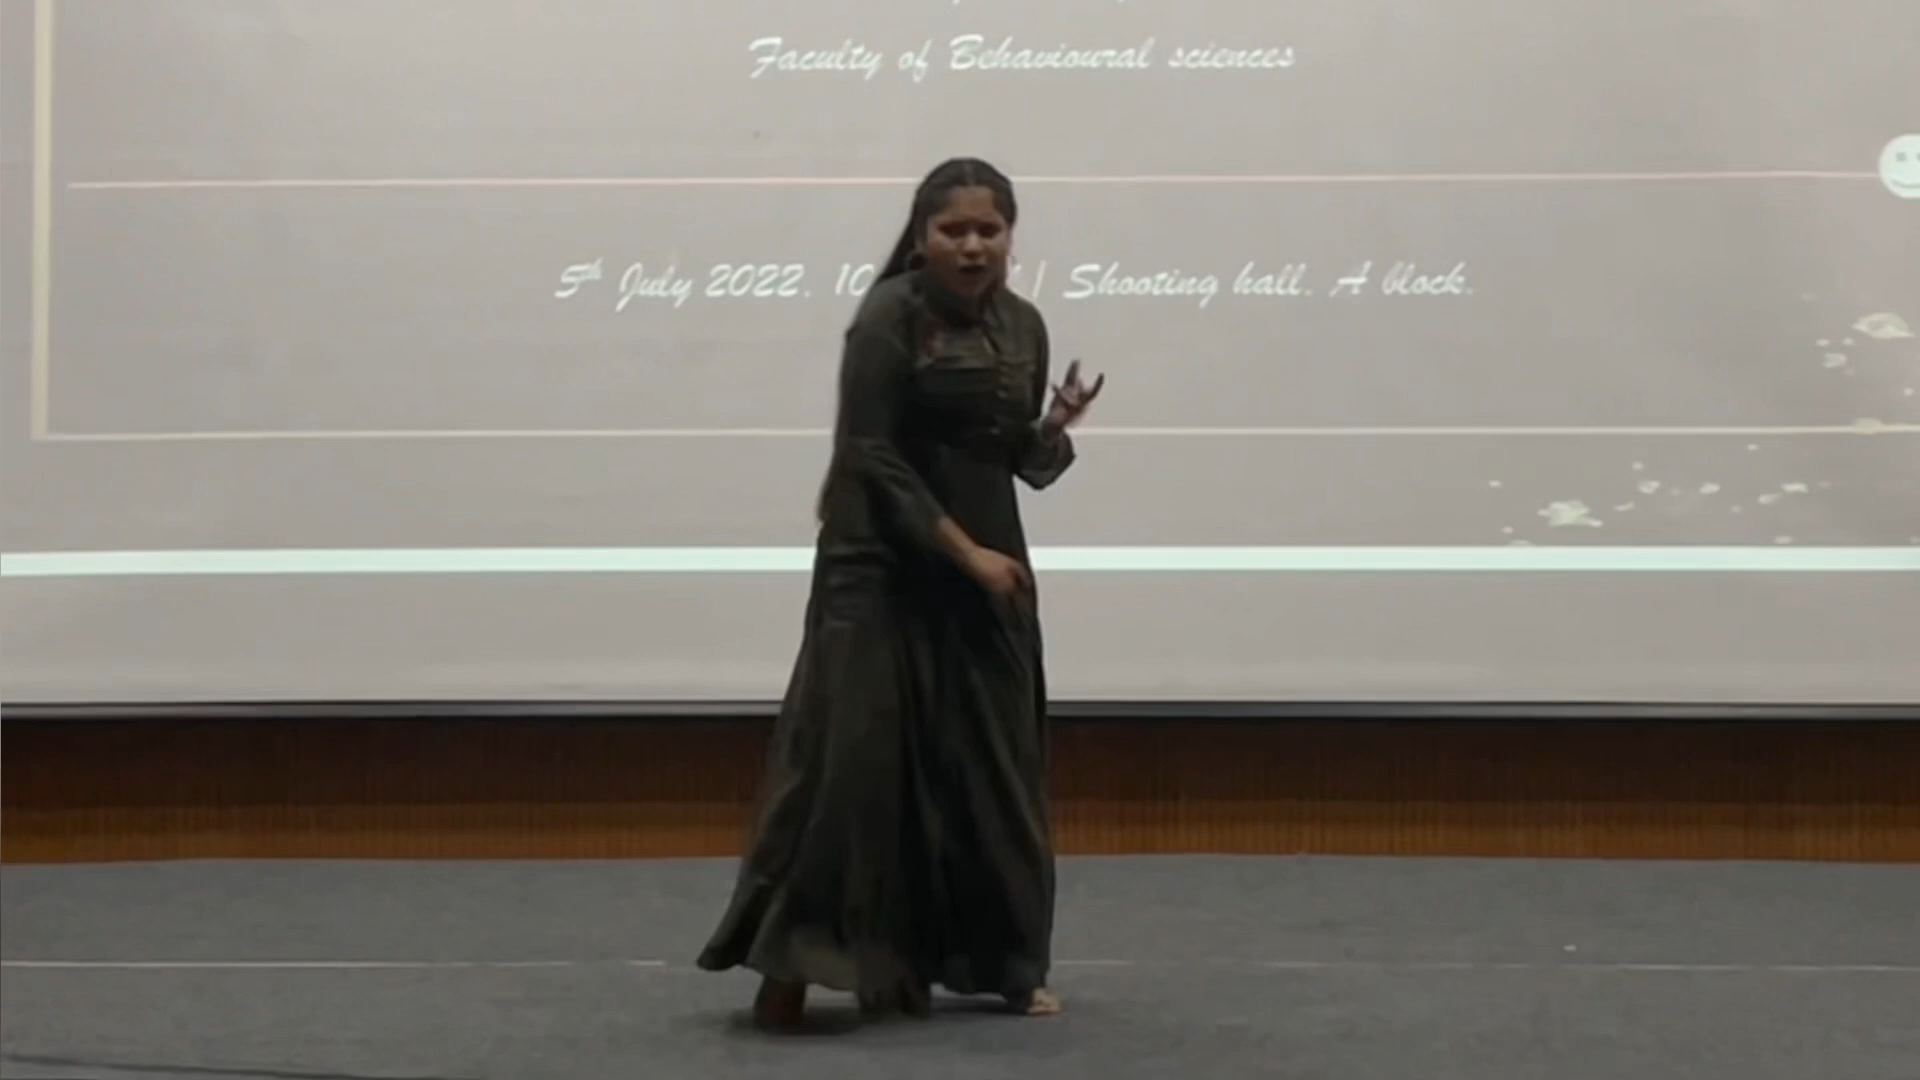 Faculty of Behavioural sciences
5th July 2022. 10 | Shooting hall. A block.